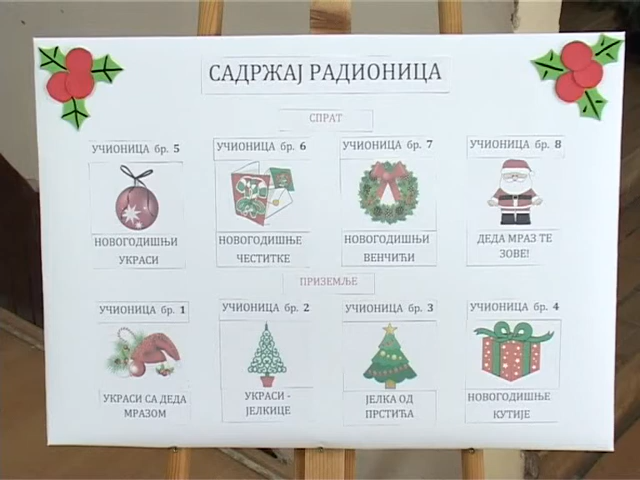 САДРЖАЈ РАДИОНИЦА
СПРАТ
УЧИОНИЦА бр. 5
НОВОГОДИШЊИ
УКРАСИ
УЧИОНИЦА бр. 6
НОВОГОДИШЊЕ
ЧЕСТИТКЕ
УЧИОНИЦА бр. 7
НОВОГОДИШЊИ
ВЕНЧИЋИ
УЧИОНИЦА бр. 8
ДЕДА МРАЗ ТЕ
ЗОВЕ!
ПРИЗЕМЉЕ
УЧИОНИЦА бр. 1
УКРАСИ СА ДЕДА
МРАЗОМ
УЧИОНИЦА бр. 2
УКРАСИ -
ЈЕЛКИЦЕ
УЧИОНИЦА бр. 3
ЈЕЛКА ОД
ПРСТИЋА
УЧИОНИЦА бр. 4
НОВОГОДИШЊЕ
КУТИЈЕ